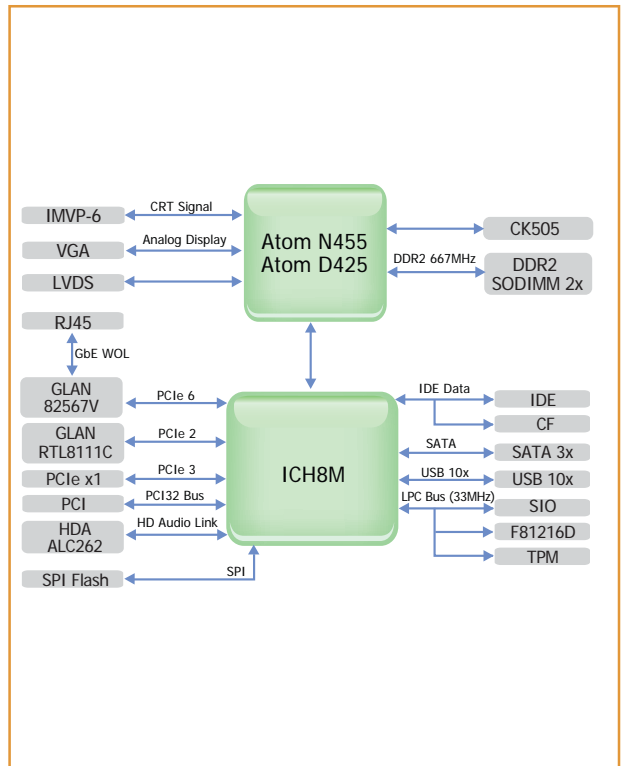 IMVP-6
CRT Signal
VGA
Analog Display
LVDS
Atom N455
Atom D425
CK505
DDR2 667MHz
DDR2
SODIMM 2x
RJ45
GbE WOL
GLAN
82567V
PCIe 6
GLAN
RTL8111C
PCIe 2
PCIe x1
PCIe 3
PCI
PCI32 Bus
HDA
ALC262
HD Audio Link
SPI Flash
SPI
ICH8M
IDE Data
IDE
CF
SATA
SATA 3x
USB 10x
USB 10x
LPC Bus (33MHz)
SIO
F81216D
TPM